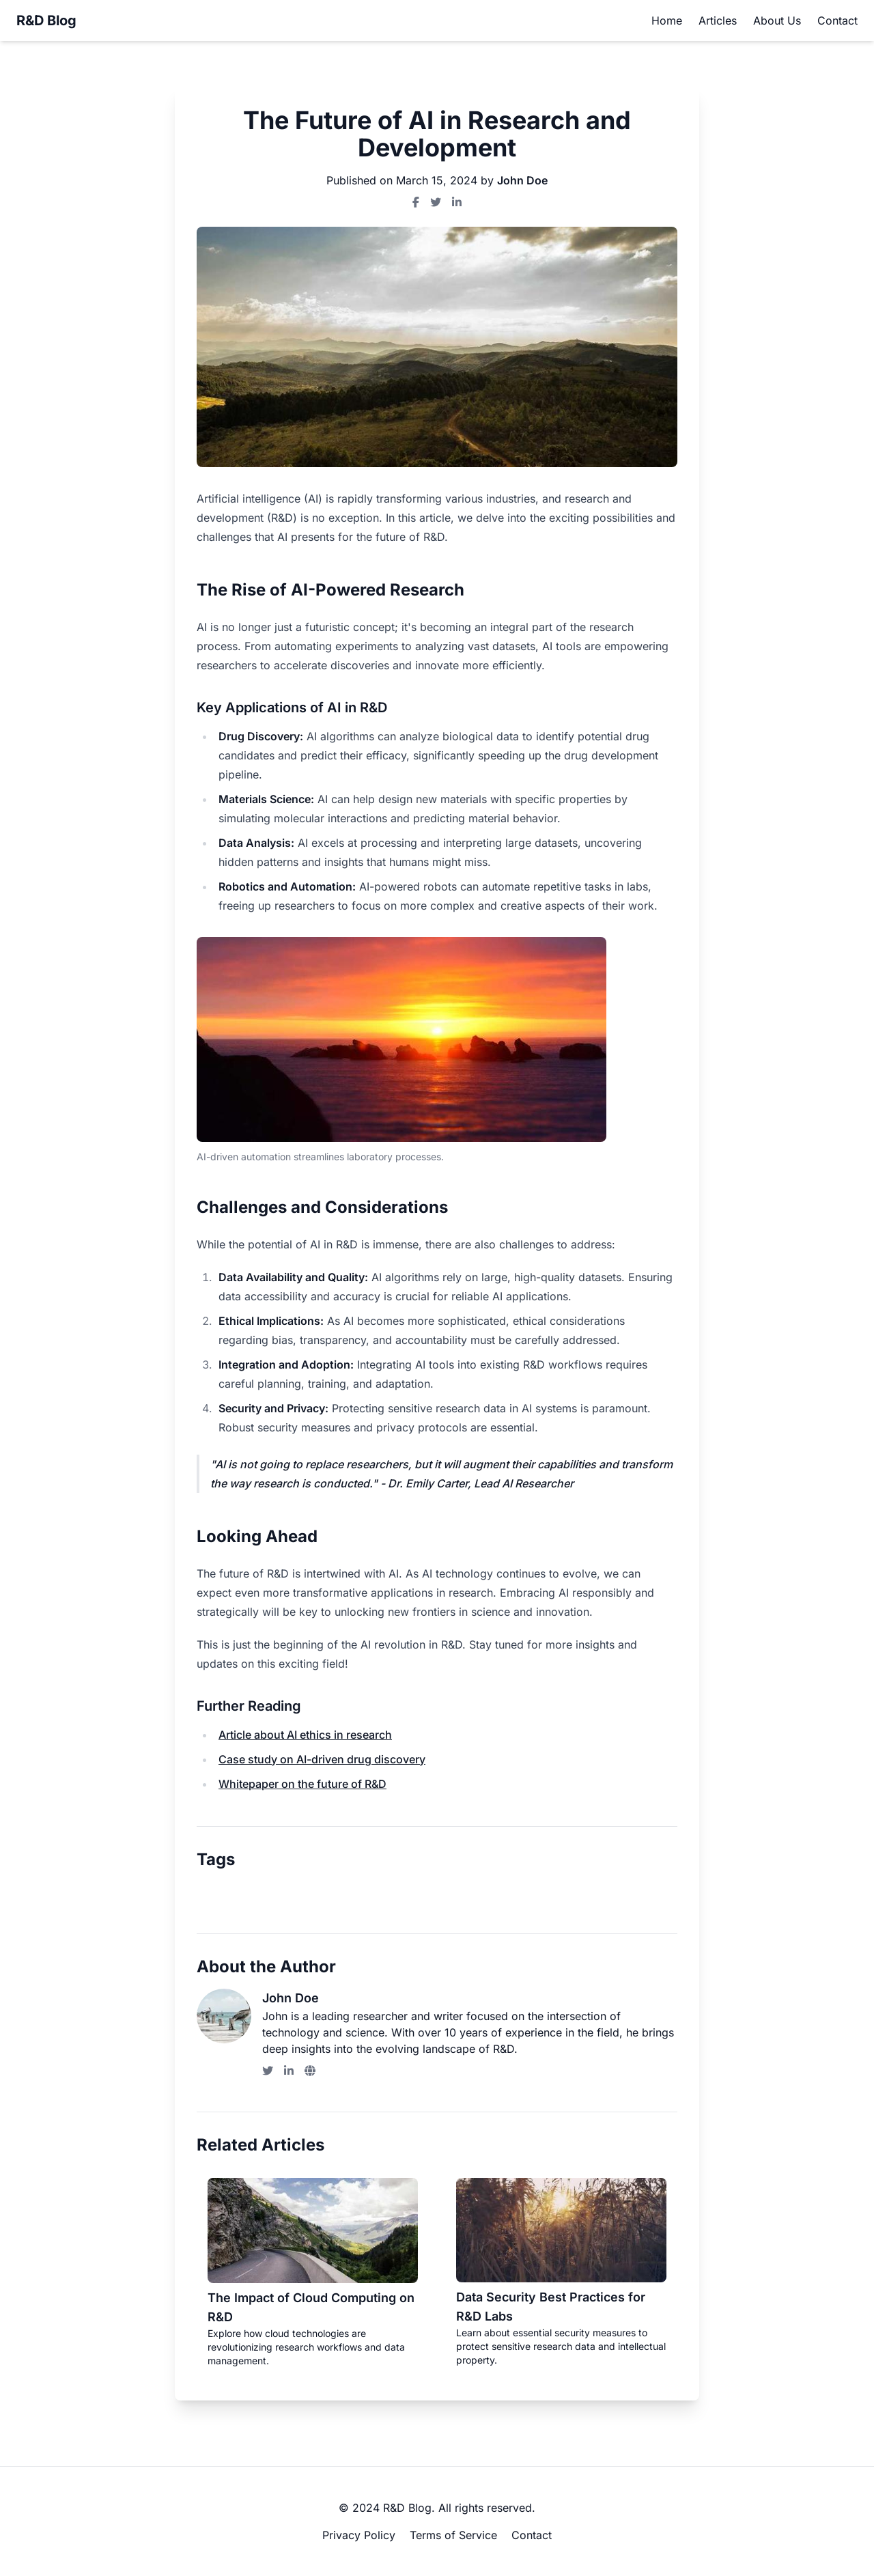 R&D Blog
Home Articles About Us Contact
The Future of AI in Research and
Development
Published on March 15, 2024 by John Doe
Artificial intelligence (AI) is rapidly transforming various industries, and research and
development (R&D) is no exception. In this article, we delve into the exciting possibilities and
challenges that AI presents for the future of R&D.
The Rise of AI-Powered Research
AI is no longer just a futuristic concept; it's becoming an integral part of the research
process. From automating experiments to analyzing vast datasets, AI tools are empowering
researchers to accelerate discoveries and innovate more efficiently.
Key Applications of AI in R&D
Drug Discovery: AI algorithms can analyze biological data to identify potential drug
candidates and predict their efficacy, significantly speeding up the drug development
pipeline.
Materials Science: AI can help design new materials with specific properties by
simulating molecular interactions and predicting material behavior.
Data Analysis: AI excels at processing and interpreting large datasets, uncovering
hidden patterns and insights that humans might miss.
Robotics and Automation: AI-powered robots can automate repetitive tasks in labs,
freeing up researchers to focus on more complex and creative aspects of their work.
AI-driven automation streamlines laboratory processes.
Challenges and Considerations
While the potential of AI in R&D is immense, there are also challenges to address:
1. Data Availability and Quality: AI algorithms rely on large, high-quality datasets. Ensuring
data accessibility and accuracy is crucial for reliable AI applications.
2. Ethical Implications: As AI becomes more sophisticated, ethical considerations
regarding bias, transparency, and accountability must be carefully addressed.
3. Integration and Adoption: Integrating AI tools into existing R&D workflows requires
careful planning, training, and adaptation.
4. Security and Privacy: Protecting sensitive research data in AI systems is paramount.
Robust security measures and privacy protocols are essential.
"AI is not going to replace researchers, but it will augment their capabilities and transform
the way research is conducted." - Dr. Emily Carter, Lead AI Researcher
Looking Ahead
The future of R&D is intertwined with AI. As AI technology continues to evolve, we can
expect even more transformative applications in research. Embracing AI responsibly and
strategically will be key to unlocking new frontiers in science and innovation.
This is just the beginning of the AI revolution in R&D. Stay tuned for more insights and
updates on this exciting field!
Further Reading
Article about AI ethics in research
Case study on AI-driven drug discovery
Whitepaper on the future of R&D
Tags
About the Author
John Doe
John is a leading researcher and writer focused on the intersection of
technology and science. With over 10 years of experience in the field, he brings
deep insights into the evolving landscape of R&D.
Related Articles
The Impact of Cloud Computing on
R&D
Explore how cloud technologies are
revolutionizing research workflows and data
management.
Data Security Best Practices for
R&D Labs
Learn about essential security measures to
protect sensitive research data and intellectual
property.
© 2024 R&D Blog. All rights reserved.
Privacy Policy Terms of Service Contact